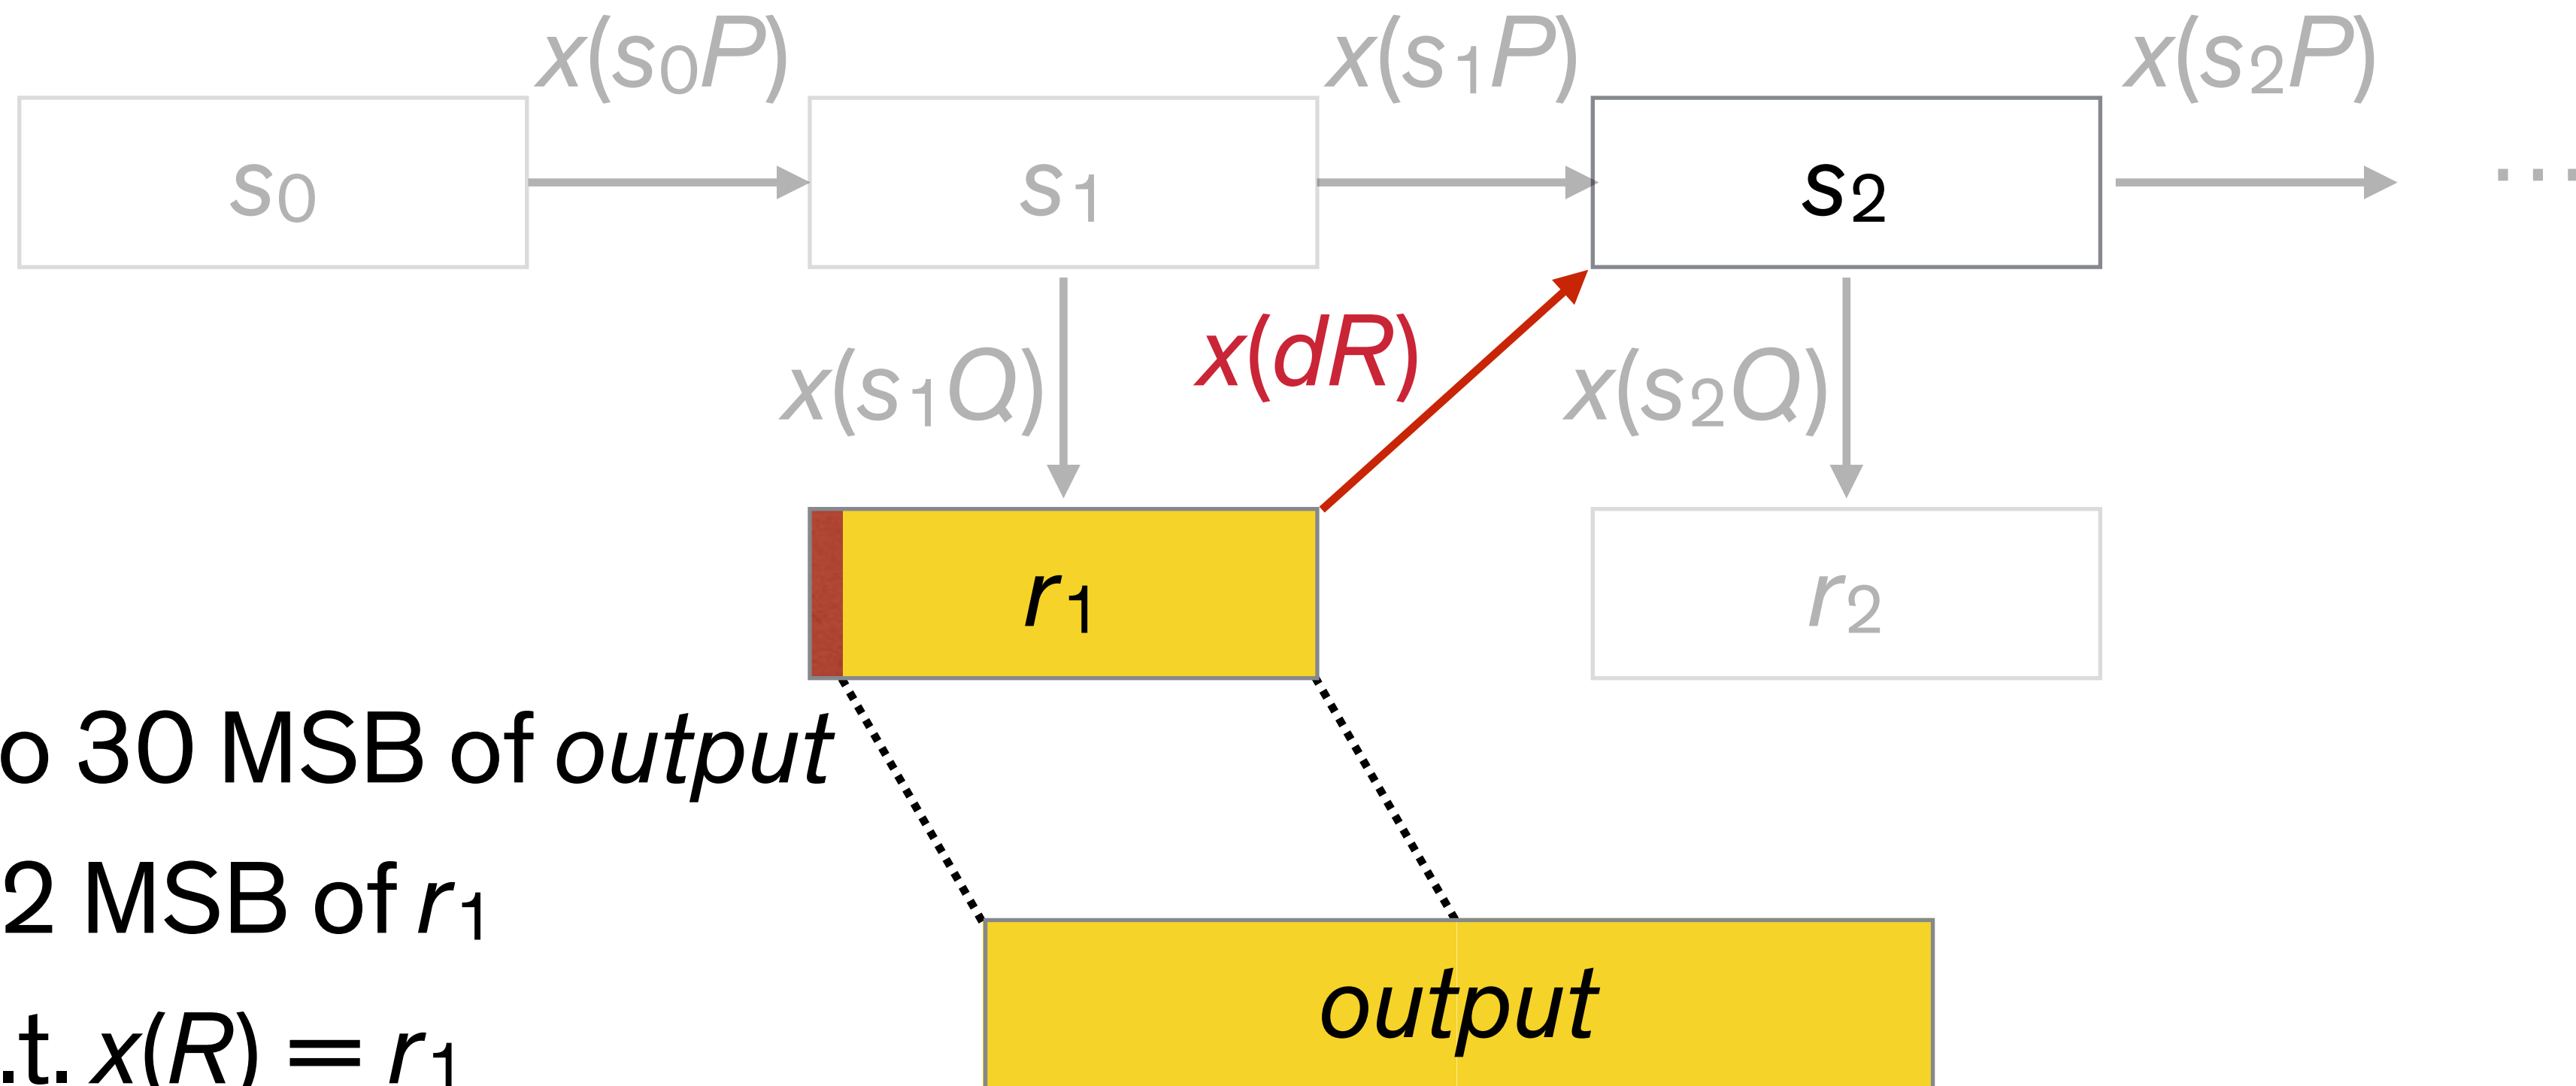 x(s₀P) x(s₁P) x(s₂P)
s₀ s₁ s₂ ...
x(s₁Q) x(dR) x(s₂Q)
r₁ r₂
o 30 MSB of output
2 MSB of r₁
.t. x(R) = r₁
output